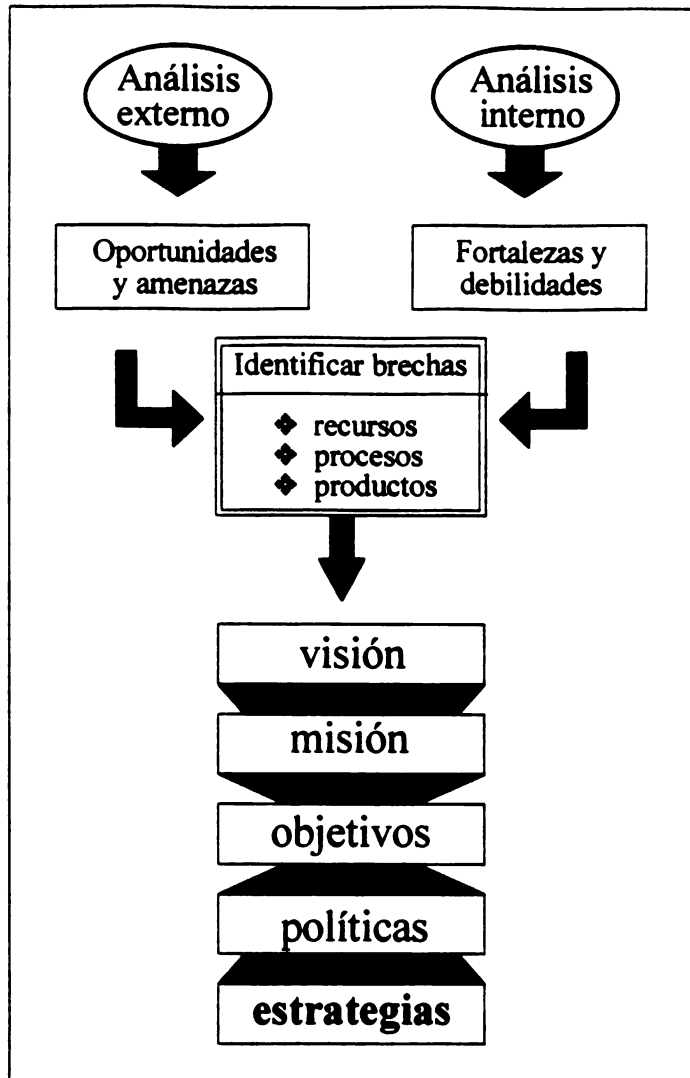 Análisis
externo
Análisis
interno
Oportunidades
y amenazas
Fortalezas y
debilidades
Identificar brechas
❖ recursos
❖ procesos
❖ productos
visión
misión
objetivos
políticas
estrategias